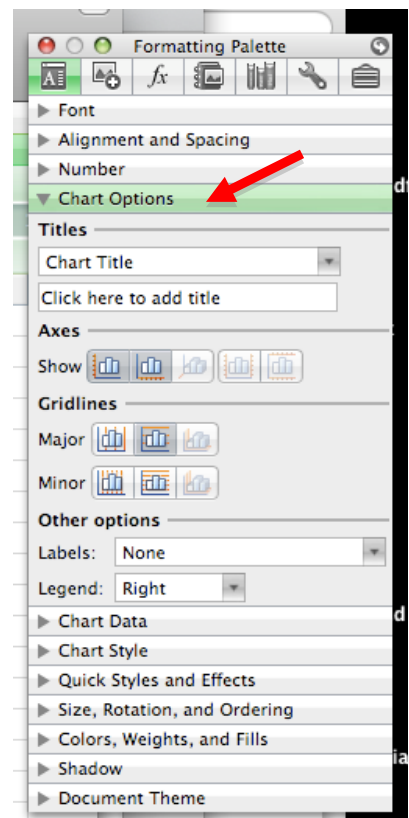 Formatting Palette
A fx
Font
Alignment and Spacing
Number
Chart Options
Titles
Chart Title
Click here to add title
Axes
Show
Gridlines
Major
Minor
Other options
Labels: None
Legend: Right
Chart Data
Chart Style
Quick Styles and Effects
Size, Rotation, and Ordering
Colors, Weights, and Fills
Shadow
Document Theme
d
ia